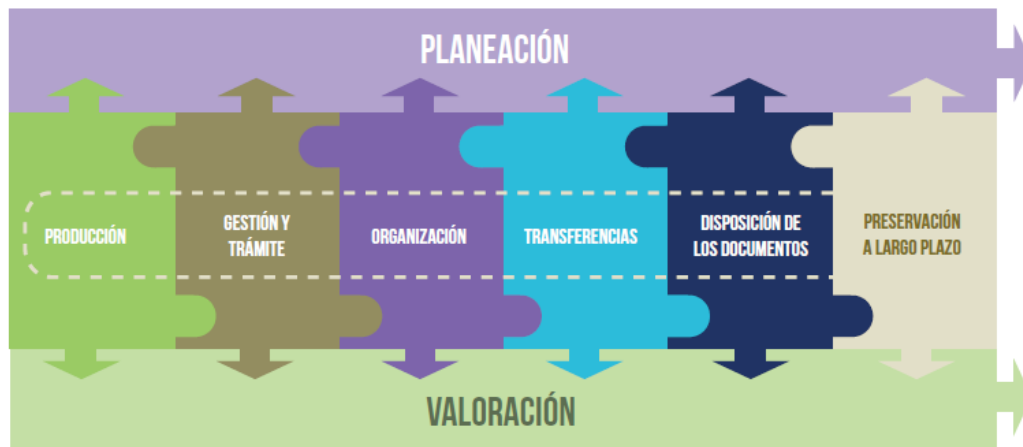 PLANEACIÓN
PRODUCCIÓN
GESTIÓN Y
TRÁMITE
ORGANIZACIÓN
TRANSFERENCIAS
DISPOSICIÓN DE
LOS DOCUMENTOS
PRESERVACIÓN
A LARGO PLAZO
VALORACIÓN